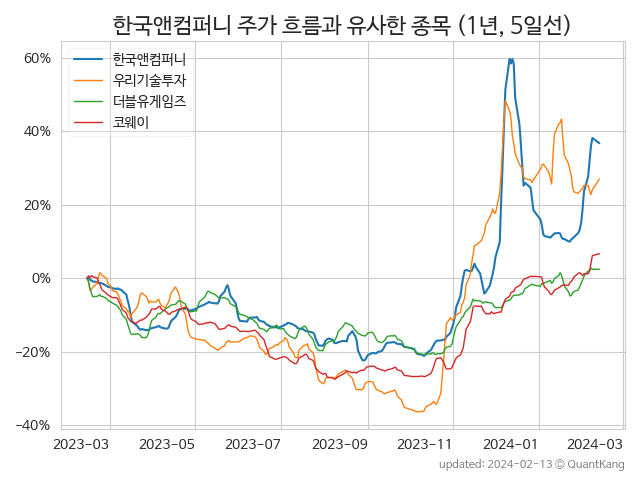 한국앤컴퍼니 주가 흐름과 유사한 종목 (1년, 5일선)
60%
40%
20%
0%
−20%
−40%
한국앤컴퍼니
우리기술투자
더블유게임즈
코웨이
2023-03 2023-05 2023-07 2023-09 2023-11 2024-01 2024-03
updated: 2024-02-13 © QuantKang